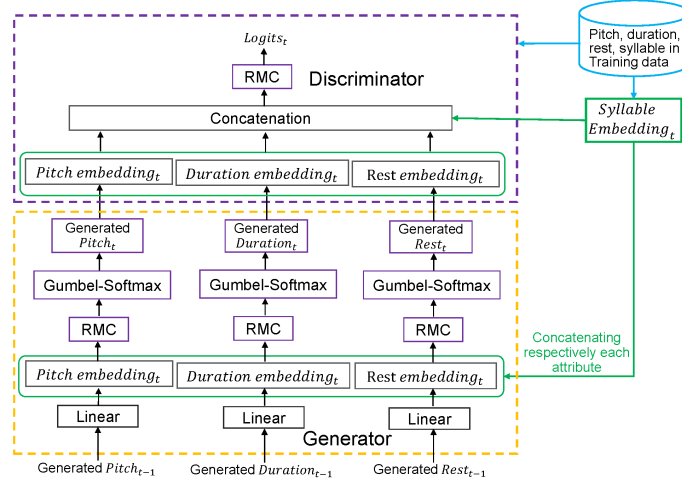 Logits_t
RMC
Discriminator
Concatenation
Pitch embedding_t
Duration embedding_t
Rest embedding_t
Pitch, duration,
rest, syllable in
Training data
Syllable
Embedding_t
Generated
Pitch_t
Generated
Duration_t
Generated
Rest_t
Gumbel-Softmax
Gumbel-Softmax
Gumbel-Softmax
RMC
RMC
RMC
Concatenating
respectively each
attribute
Pitch embedding_t
Duration embedding_t
Rest embedding_t
Linear
Linear
Linear
Generator
Generated Pitch_{t−1}
Generated Duration_{t−1}
Generated Rest_{t−1}